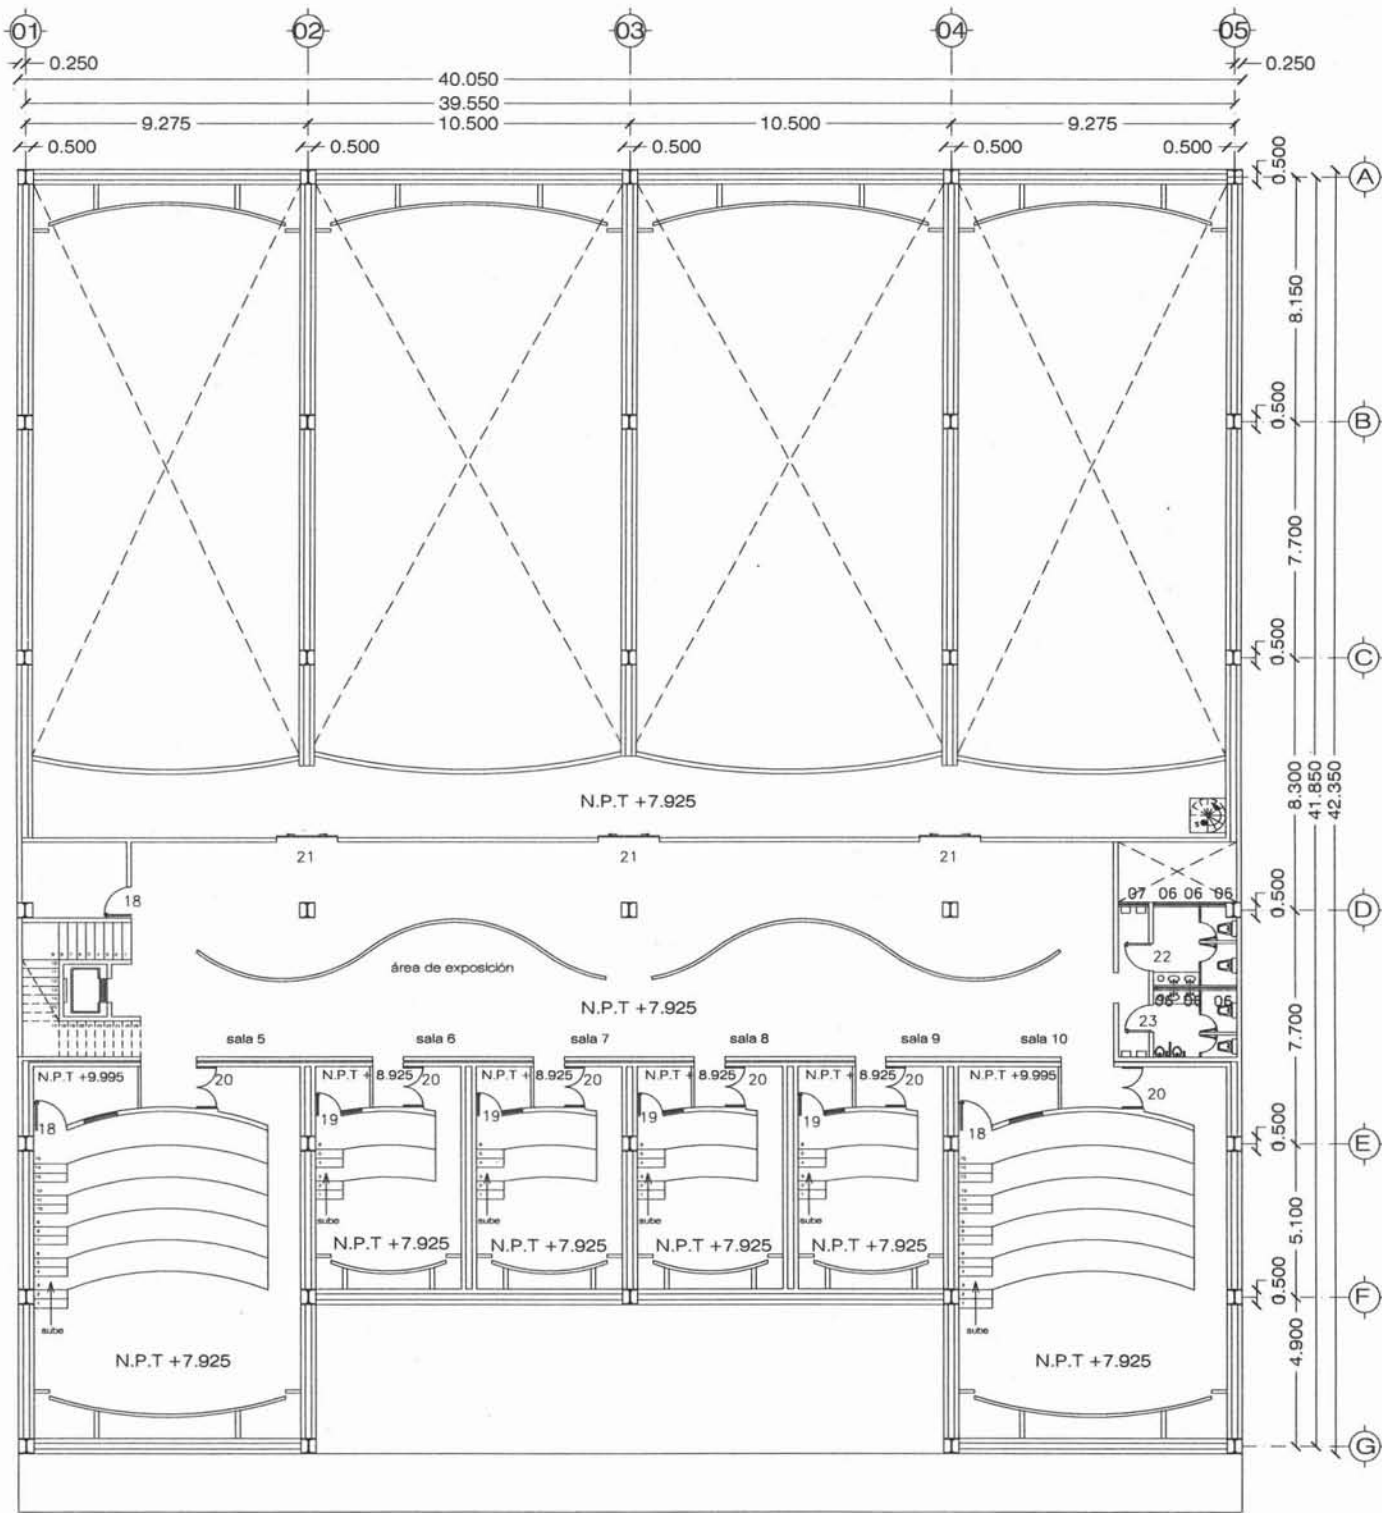 01 02 03 04 05
0.250 0.250
40.050
39.550
9.275 10.500 10.500 9.275
0.500 0.500 0.500 0.500 0.500
0.500 A
8.150
0.500 B
7.700
0.500 C
8.300 41.850 42.350
N.P.T +7.925
21 21 21
18
07 06 06 06
0.500 D
22
área de exposición
N.P.T +7.925
06 06 06
23
7.700
sala 5 sala 6 sala 7 sala 8 sala 9 sala 10
N.P.T +9.995 N.P.T + 8.925 N.P.T + 8.925 N.P.T + 8.925 N.P.T + 8.925 N.P.T +9.995
20 20 20 20 20 20
18 19 19 19 19 18
0.500 E
5.100
sube sube sube sube
N.P.T +7.925 N.P.T +7.925 N.P.T +7.925 N.P.T +7.925
0.500 F
sube sube
4.900
N.P.T +7.925 N.P.T +7.925
G